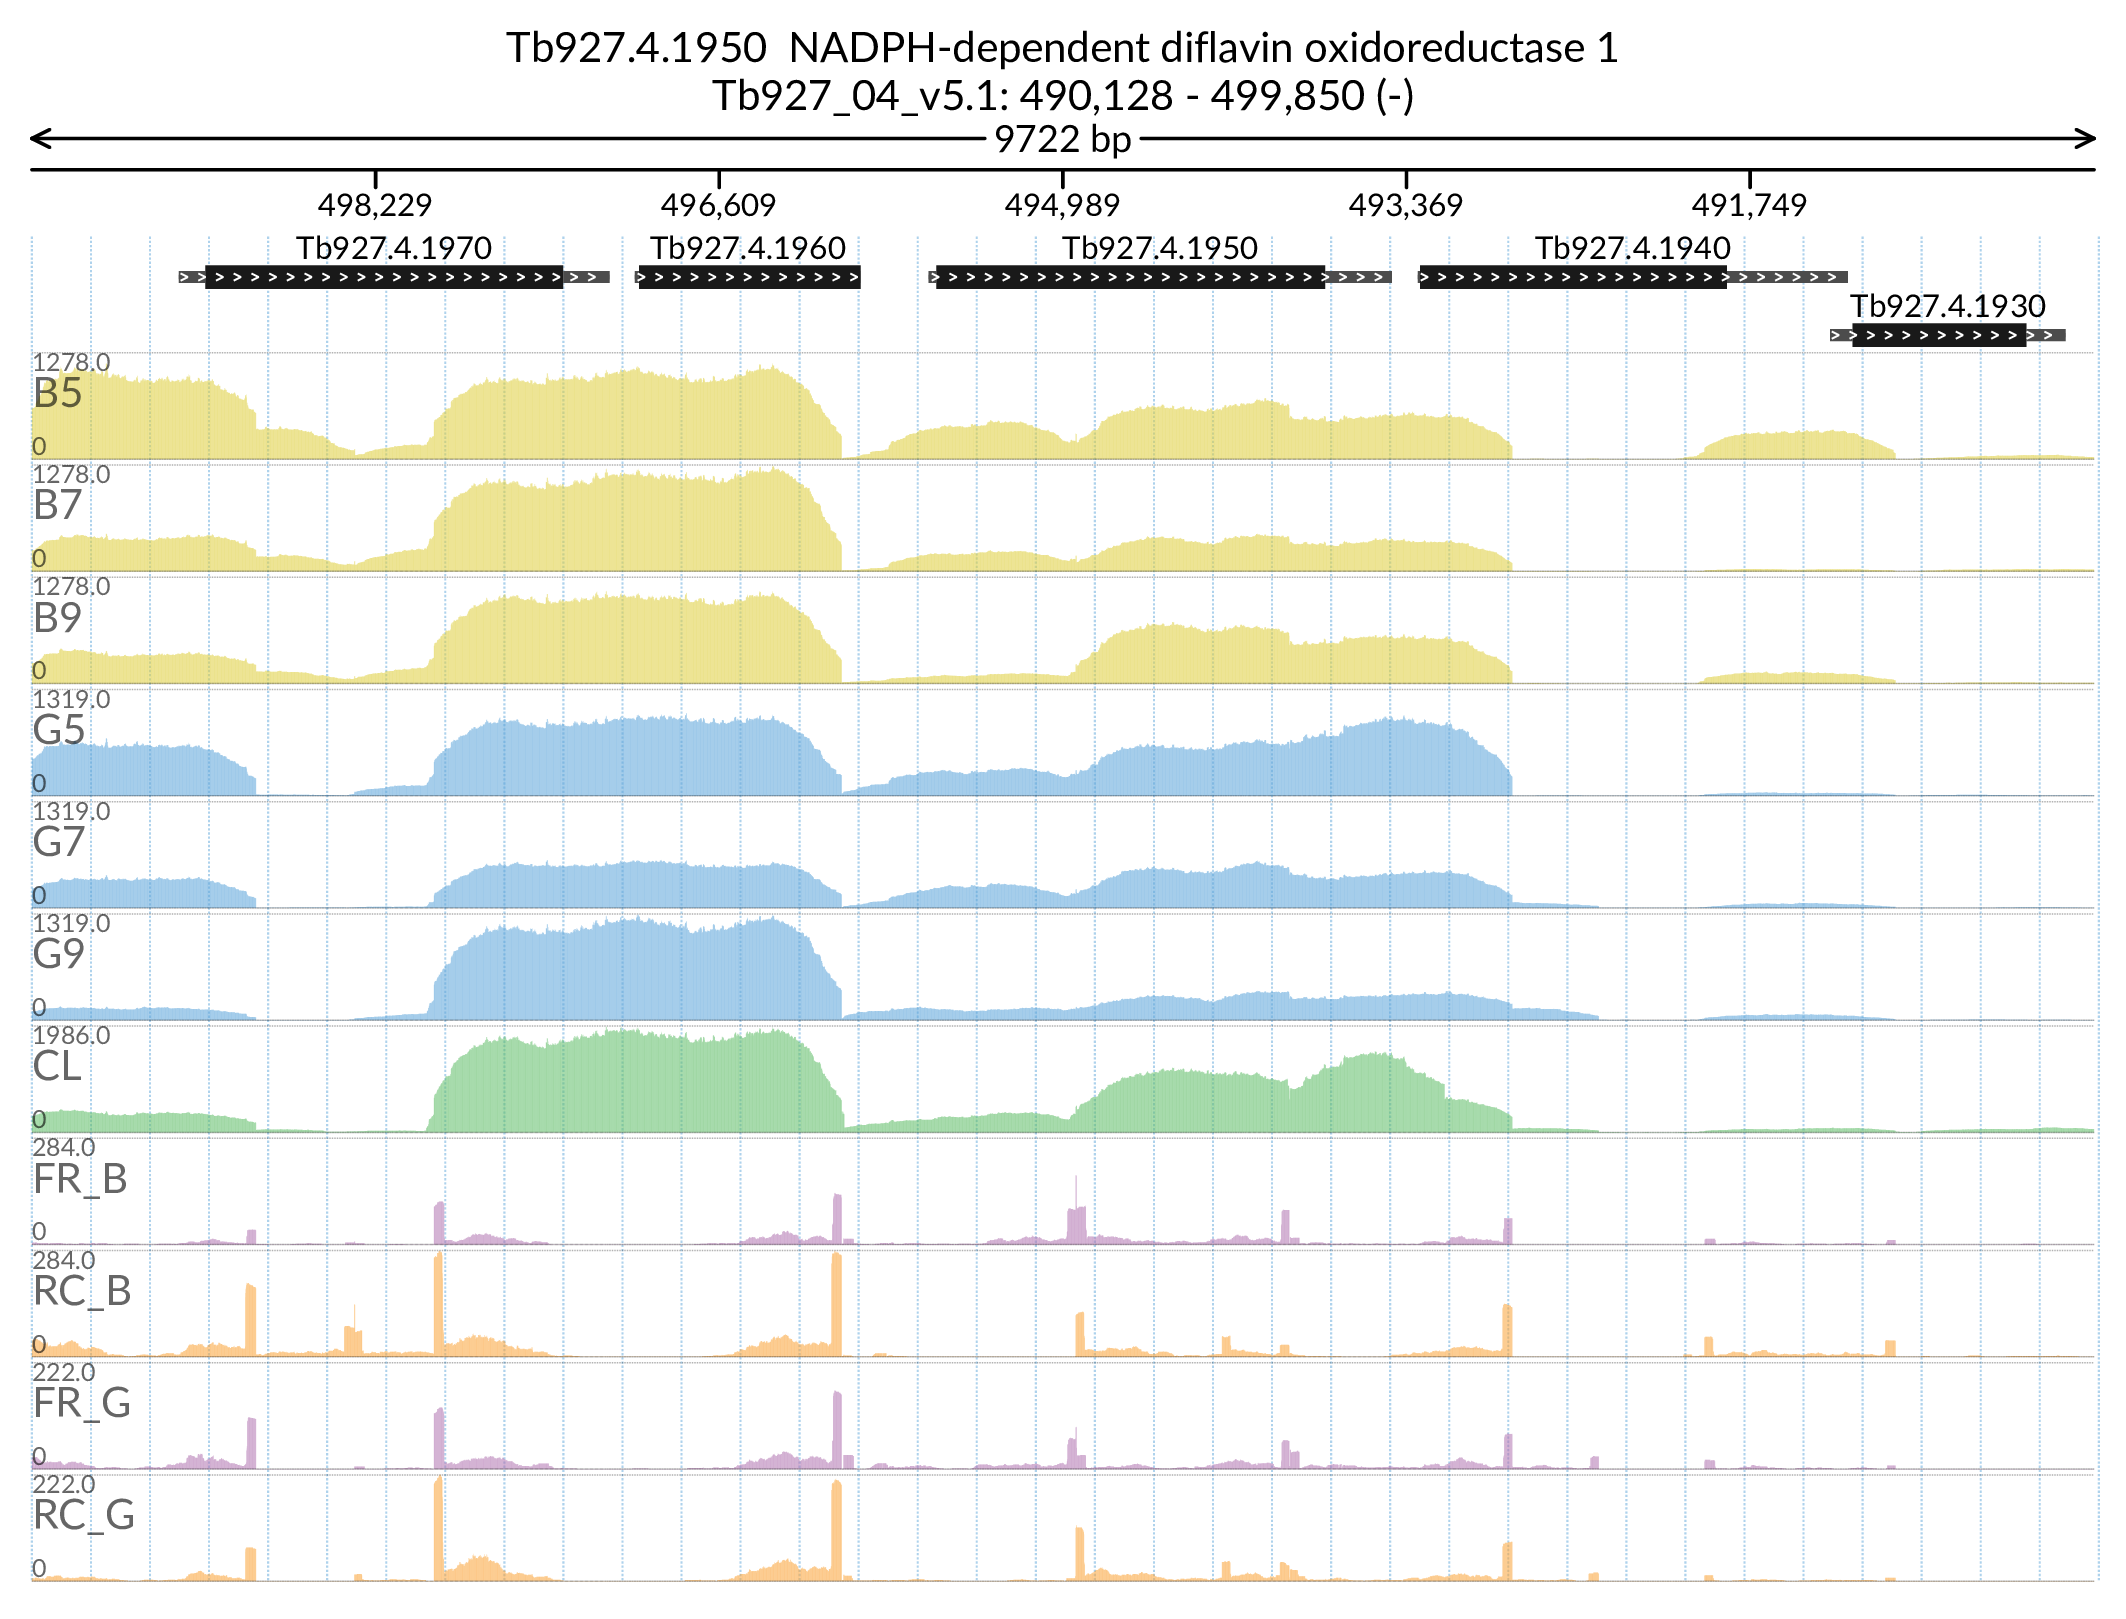 Tb927.4.1950 NADPH-dependent diflavin oxidoreductase 1
Tb927_04_v5.1: 490,128 - 499,850 (-)
9722 bp
498,229 496,609 494,989 493,369 491,749
Tb927.4.1970 Tb927.4.1960 Tb927.4.1950 Tb927.4.1940
Tb927.4.1930
1278.0
B5
0
1278.0
B7
0
1278.0
B9
0
1319.0
G5
0
1319.0
G7
0
1319.0
G9
0
1986.0
CL
0
284.0
FR_B
0
284.0
RC_B
0
222.0
FR_G
0
222.0
RC_G
0